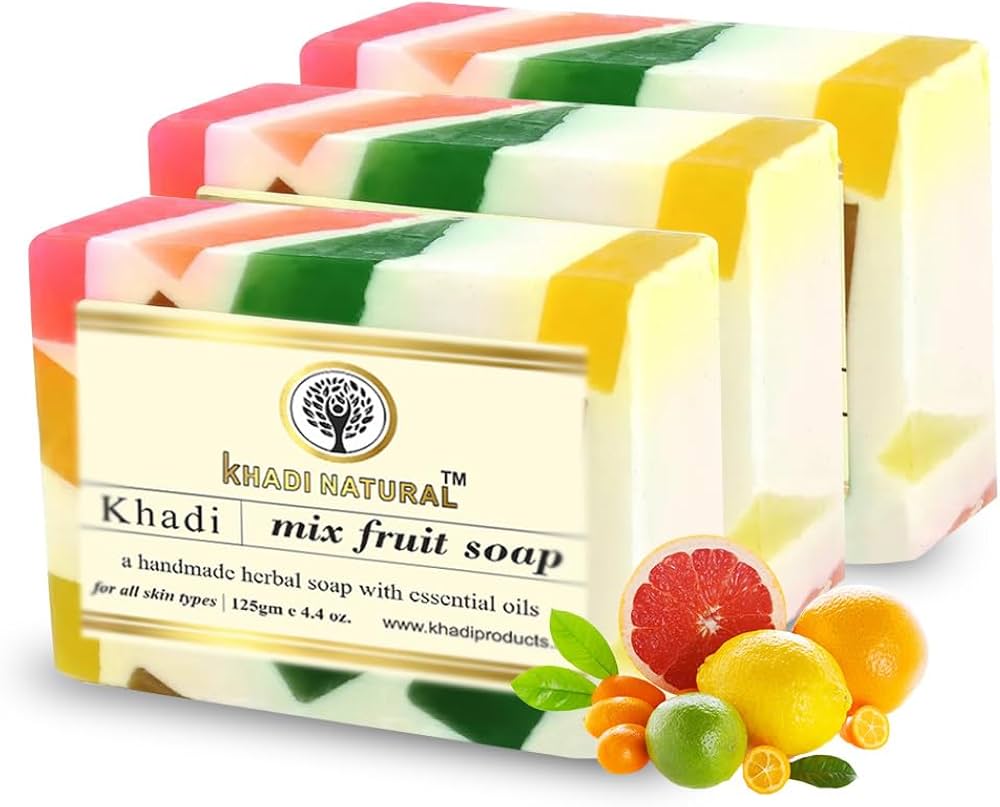 KHADI NATURAL™
Khadi | mix fruit soap
a handmade herbal soap with essential oils
for all skin types | 125gm e 4.4 oz. www.khadiproducts.